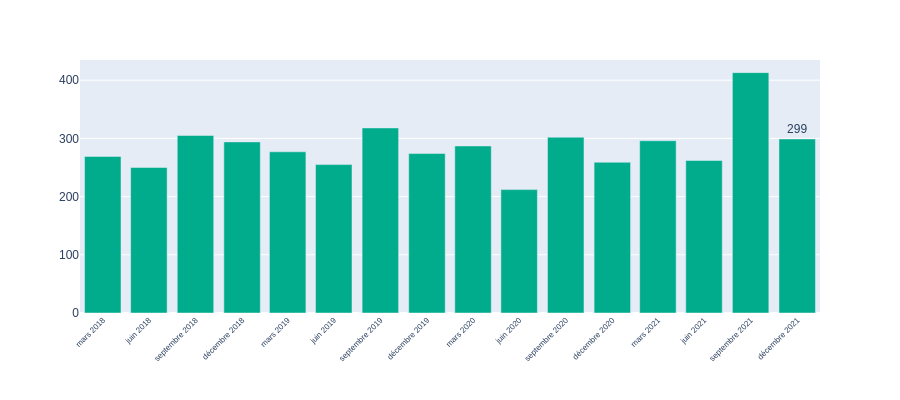 400
300
200
100
0
299
mars 2018
juin 2018
septembre 2018
décembre 2018
mars 2019
juin 2019
septembre 2019
décembre 2019
mars 2020
juin 2020
septembre 2020
décembre 2020
mars 2021
juin 2021
septembre 2021
décembre 2021